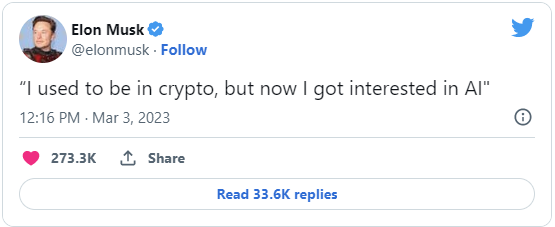 Elon Musk
@elonmusk · Follow
“I used to be in crypto, but now I got interested in AI"
12:16 PM · Mar 3, 2023
273.3K Share
Read 33.6K replies